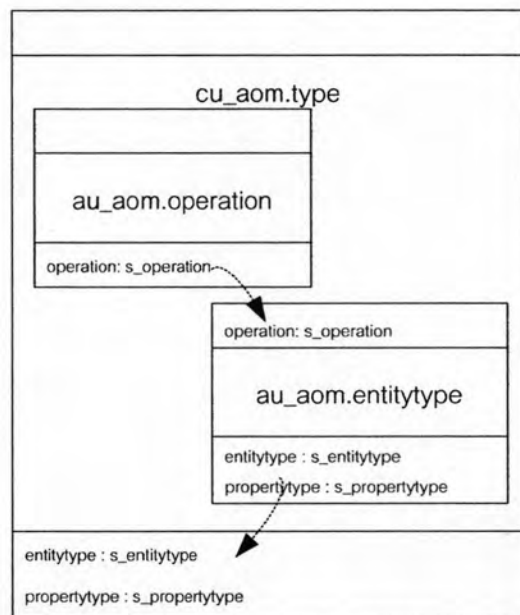 cu_aom.type
au_aom.operation
operation: s_operation
operation: s_operation
au_aom.entitytype
entitytype : s_entitytype
propertytype : s_propertytype
entitytype : s_entitytype
propertytype : s_propertytype